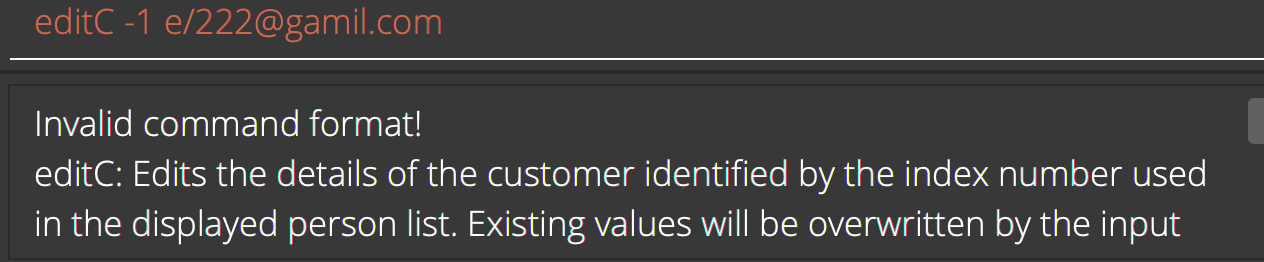 editC -1 e/222@gamil.com
Invalid command format!
editC: Edits the details of the customer identified by the index number used
in the displayed person list. Existing values will be overwritten by the input